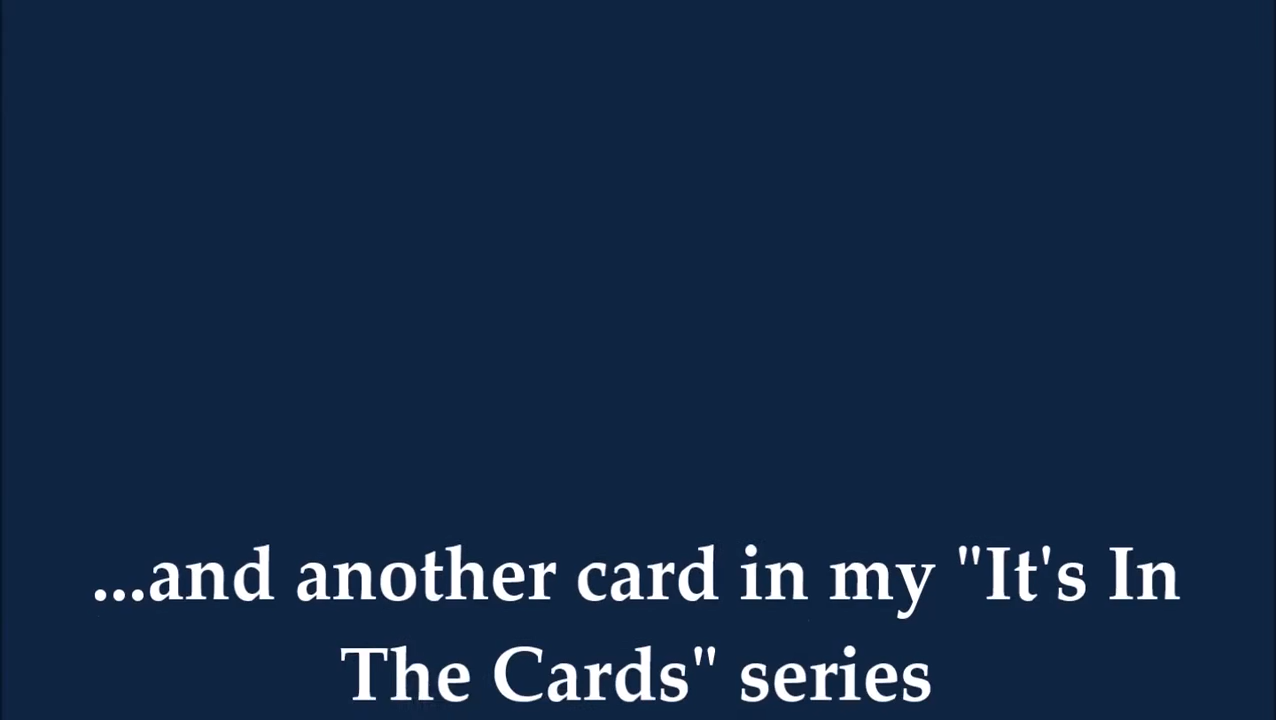 ...and another card in my "It's In
The Cards" series